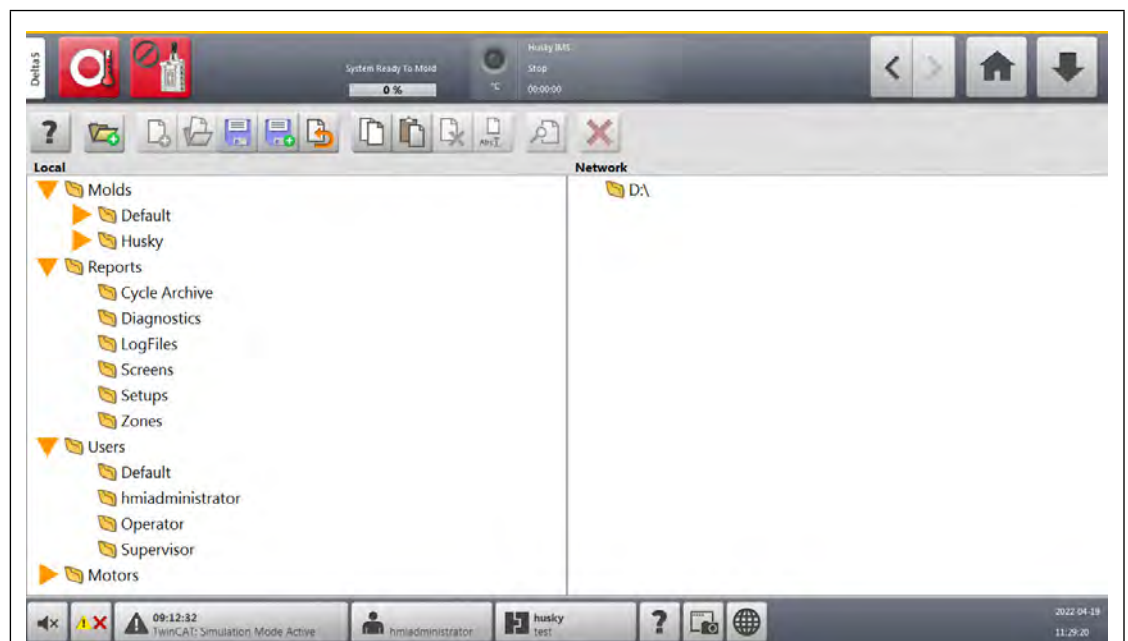 Delta5
System Ready To Mold
0 %
°C
Husky IMS
Stop
00:00:00
?
AbcI
Local
Network
Molds
Default
Husky
Reports
Cycle Archive
Diagnostics
LogFiles
Screens
Setups
Zones
Users
Default
hmiadministrator
Operator
Supervisor
Motors
D:\
09:12:32
TwinCAT: Simulation Mode Active
hmiadministrator
husky
test
?
2022-04-19
11:29:20